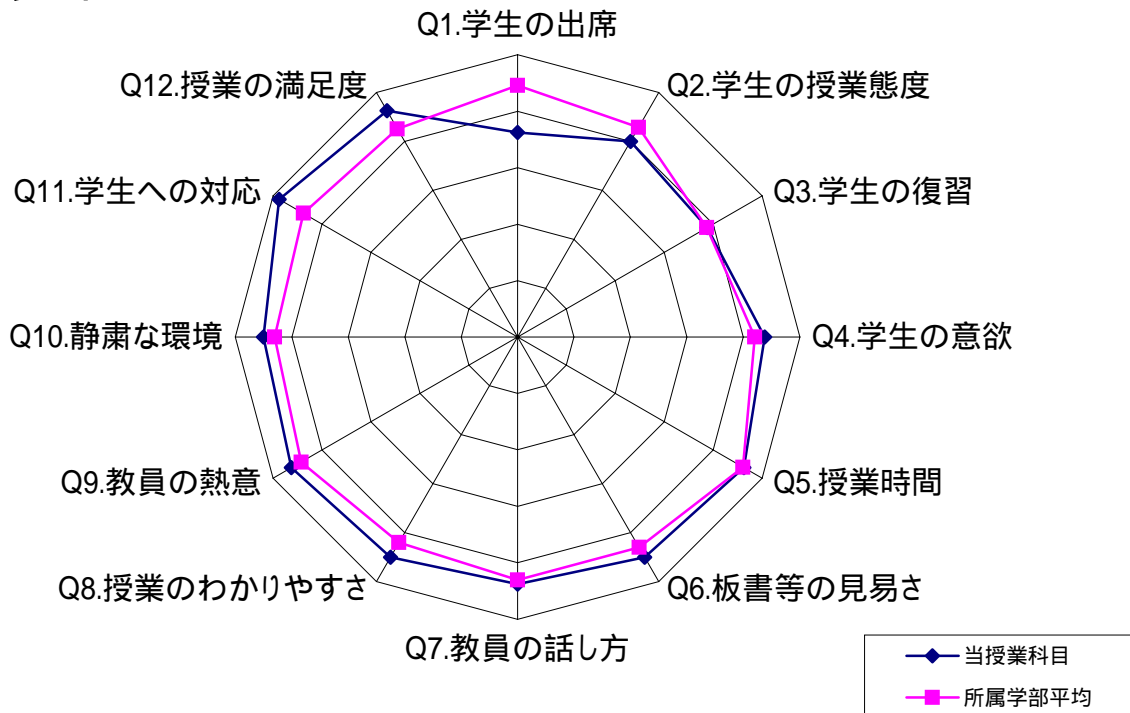 Q1.学生の出席
Q2.学生の授業態度
Q3.学生の復習
Q4.学生の意欲
Q5.授業時間
Q6.板書等の見易さ
Q7.教員の話し方
Q8.授業のわかりやすさ
Q9.教員の熱意
Q10.静粛な環境
Q11.学生への対応
Q12.授業の満足度
当授業科目
所属学部平均